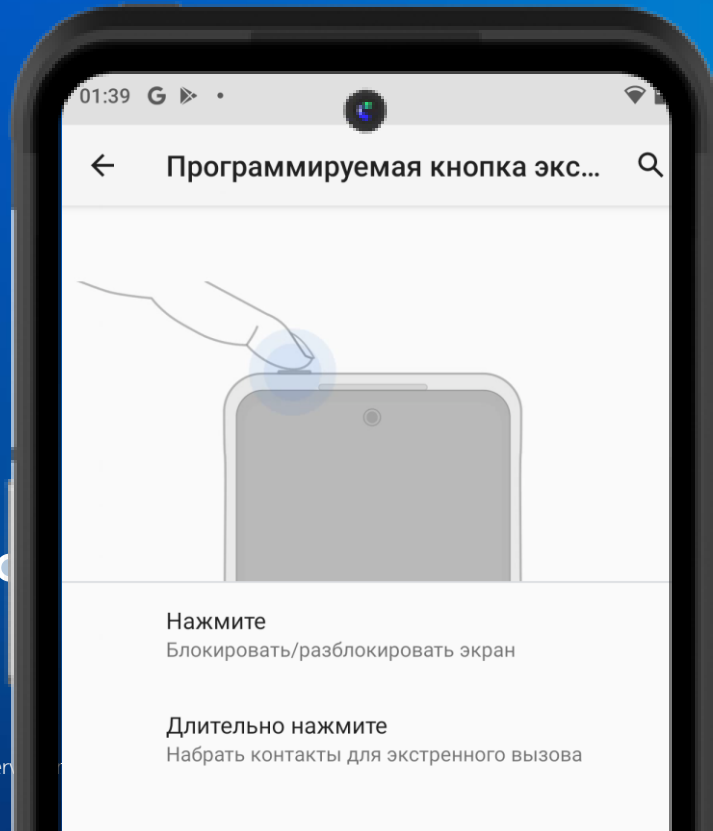 01:39 G
Программируемая кнопка экс...
Нажмите
Блокировать/разблокировать экран
Длительно нажмите
Набрать контакты для экстренного вызова